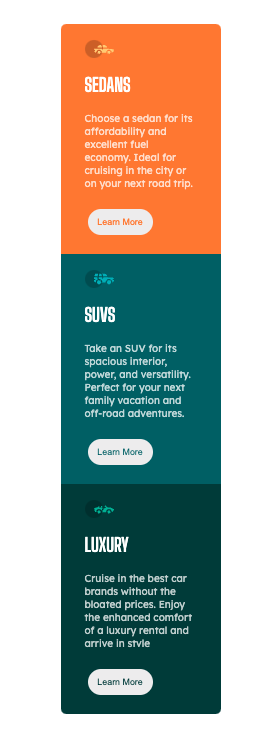 SEDANS
Choose a sedan for its
affordability and
excellent fuel
economy. Ideal for
cruising in the city or
on your next road trip.
Learn More
SUVS
Take an SUV for its
spacious interior,
power, and versatility.
Perfect for your next
family vacation and
off-road adventures.
Learn More
LUXURY
Cruise in the best car
brands without the
bloated prices. Enjoy
the enhanced comfort
of a luxury rental and
arrive in style
Learn More